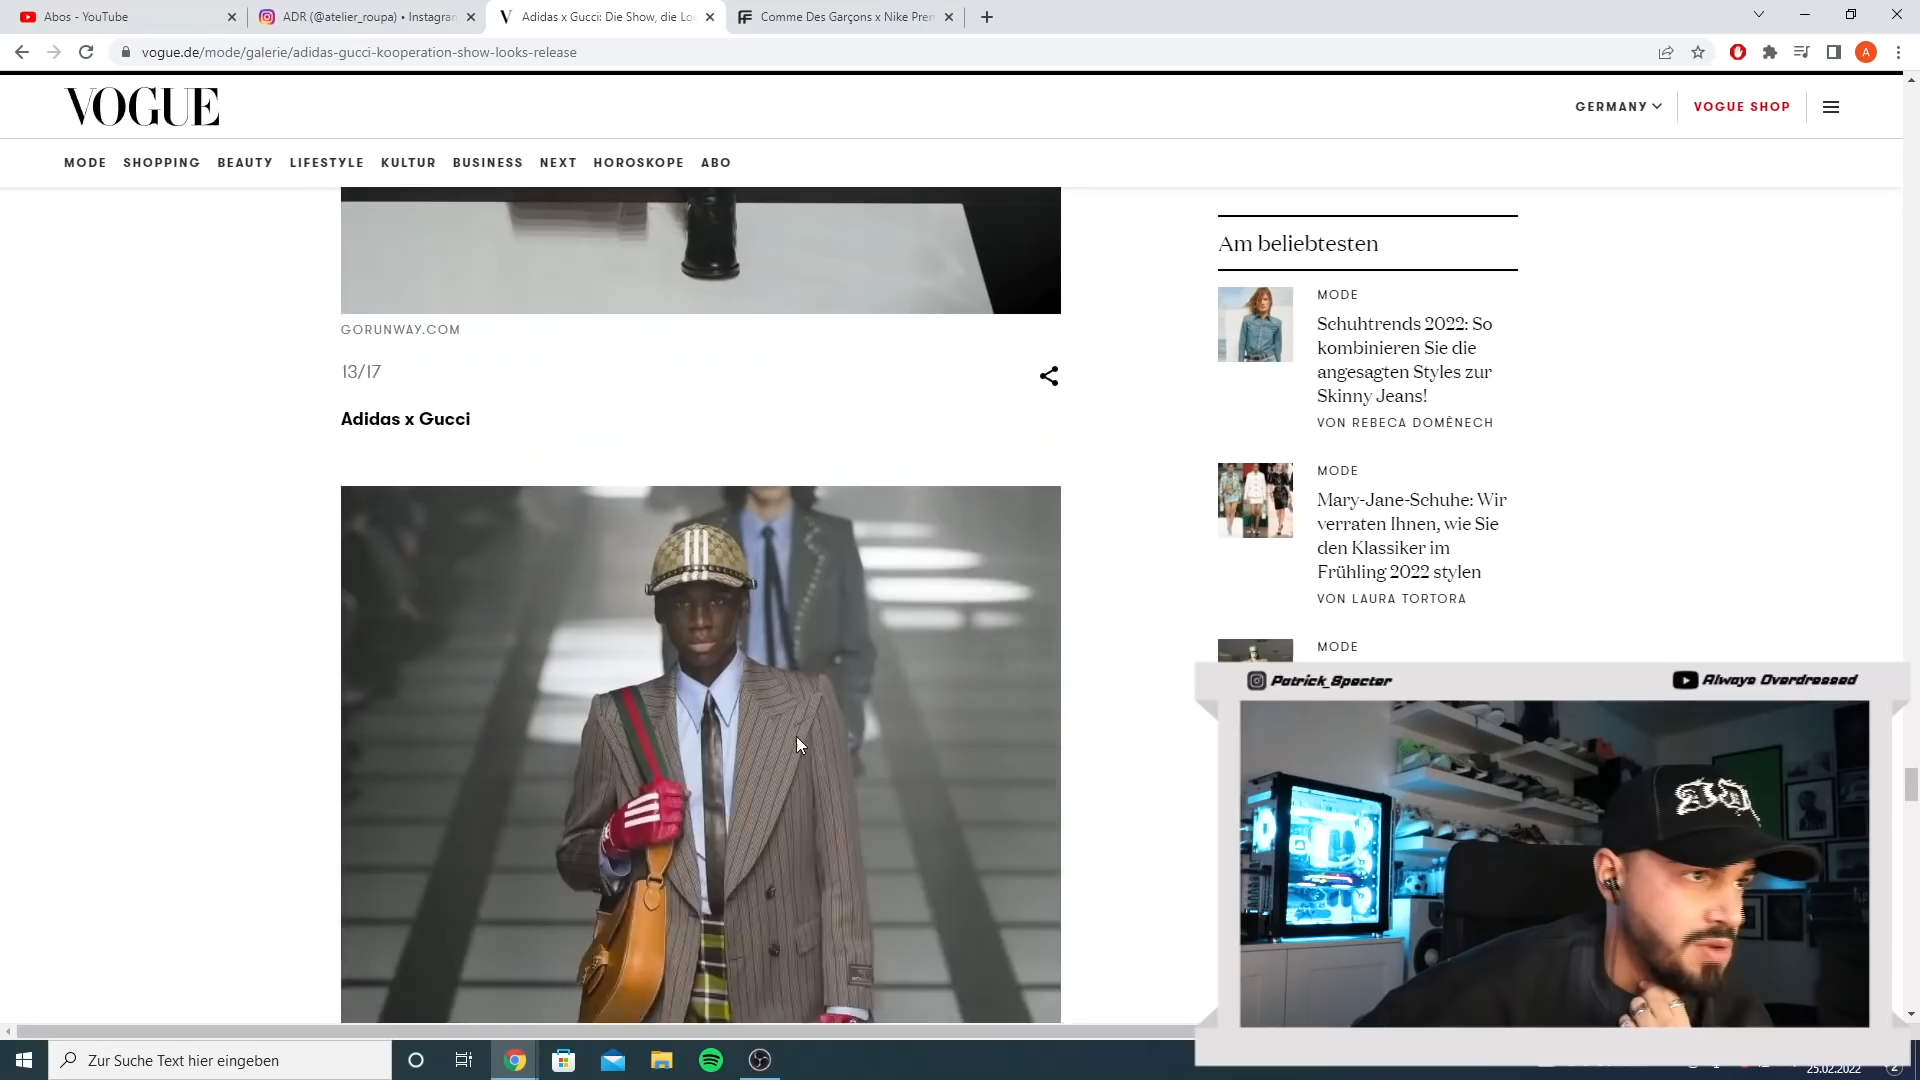 Abos - YouTube
ADR (@atelier_roupa) • Instagram
Adidas x Gucci: Die Show, die Lo
Comme Des Garçons x Nike Prem
vogue.de/mode/galerie/adidas-gucci-kooperation-show-looks-release
A
VOGUE
GERMANY
VOGUE SHOP
MODE SHOPPING BEAUTY LIFESTYLE KULTUR BUSINESS NEXT HOROSKOPE ABO
GORUNWAY.COM
13/17
Adidas x Gucci
Am beliebtesten
MODE
Schuhtrends 2022: So
kombinieren Sie die
angesagten Styles zur
Skinny Jeans!
VON REBECA DOMÈNECH
MODE
Mary-Jane-Schuhe: Wir
verraten Ihnen, wie Sie
den Klassiker im
Frühling 2022 stylen
VON LAURA TORTORA
MODE
Patrick_Specter
Always Overdressed
Zur Suche Text hier eingeben
25.02.2022
2